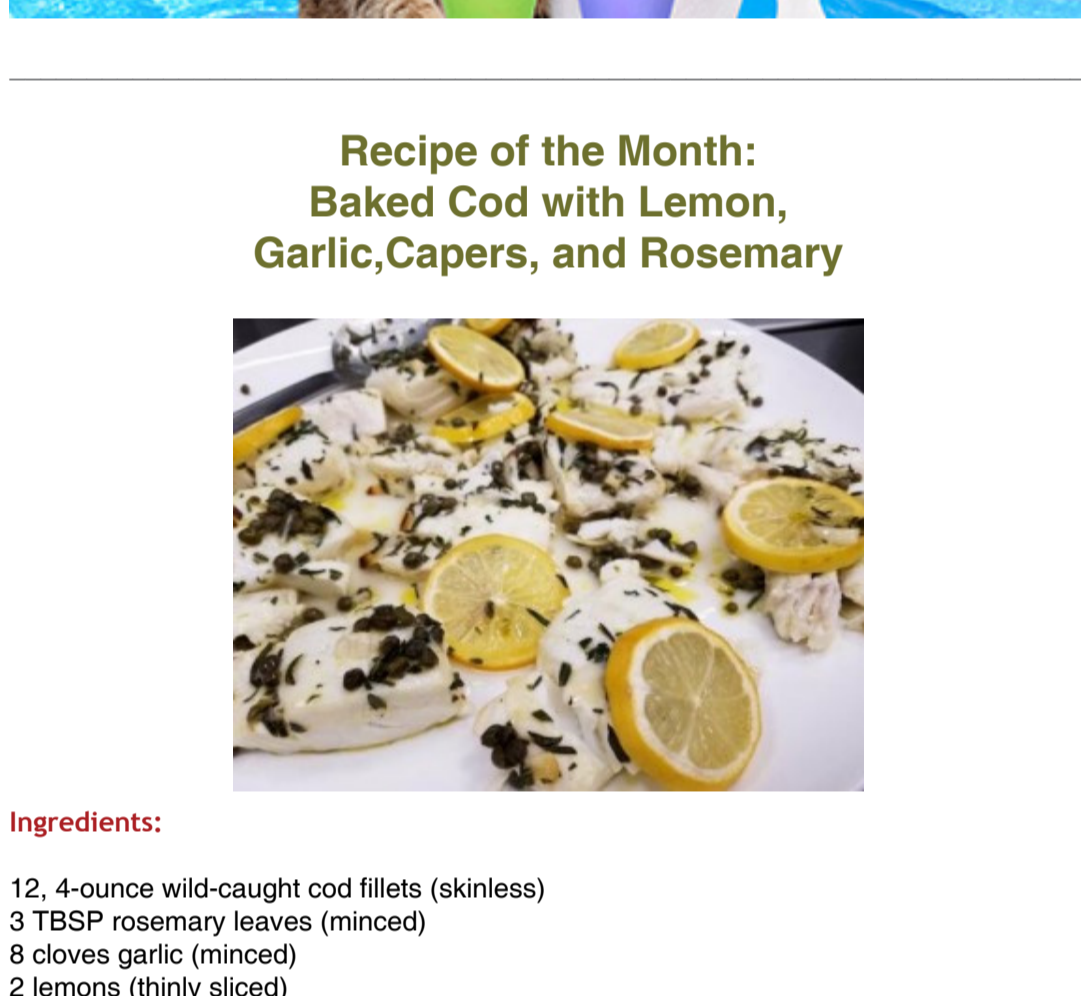 Recipe of the Month:
Baked Cod with Lemon,
Garlic,Capers, and Rosemary
Ingredients:
12, 4-ounce wild-caught cod fillets (skinless)
3 TBSP rosemary leaves (minced)
8 cloves garlic (minced)
2 lemons (thinly sliced)